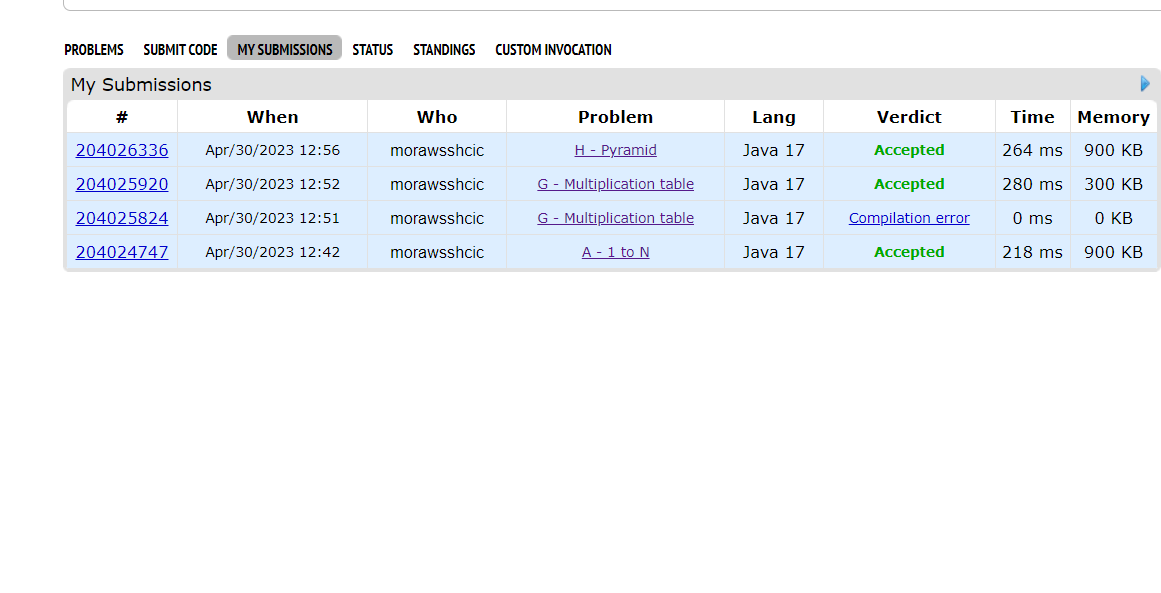 PROBLEMS SUBMIT CODE MY SUBMISSIONS STATUS STANDINGS CUSTOM INVOCATION
My Submissions
# When Who Problem Lang Verdict Time Memory
204026336 Apr/30/2023 12:56 morawsshcic H - Pyramid Java 17 Accepted 264 ms 900 KB
204025920 Apr/30/2023 12:52 morawsshcic G - Multiplication table Java 17 Accepted 280 ms 300 KB
204025824 Apr/30/2023 12:51 morawsshcic G - Multiplication table Java 17 Compilation error 0 ms 0 KB
204024747 Apr/30/2023 12:42 morawsshcic A - 1 to N Java 17 Accepted 218 ms 900 KB